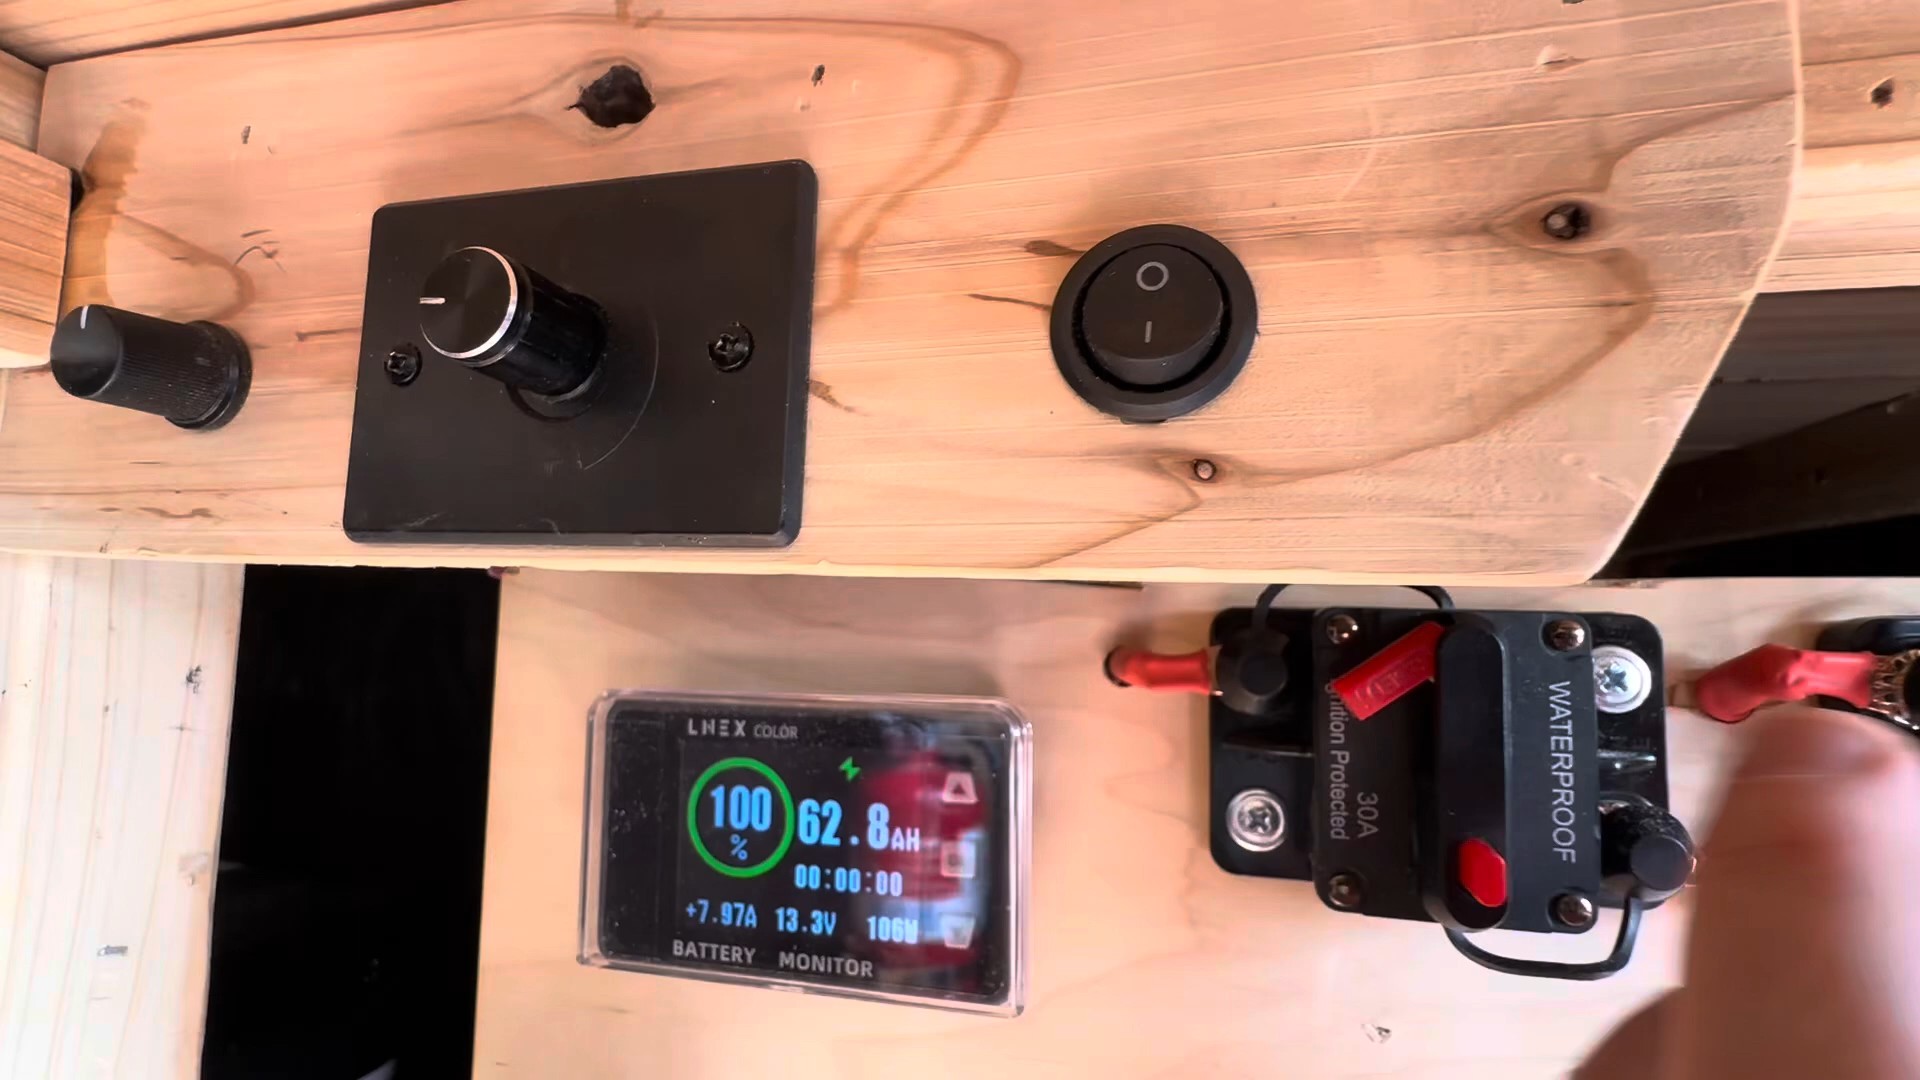 O
I
LNEX COLOR
100
%
62.8AH
00:00:00
+7.97A 13.3V 106W
BATTERY MONITOR
30A
Ignition Protected
WATERPROOF